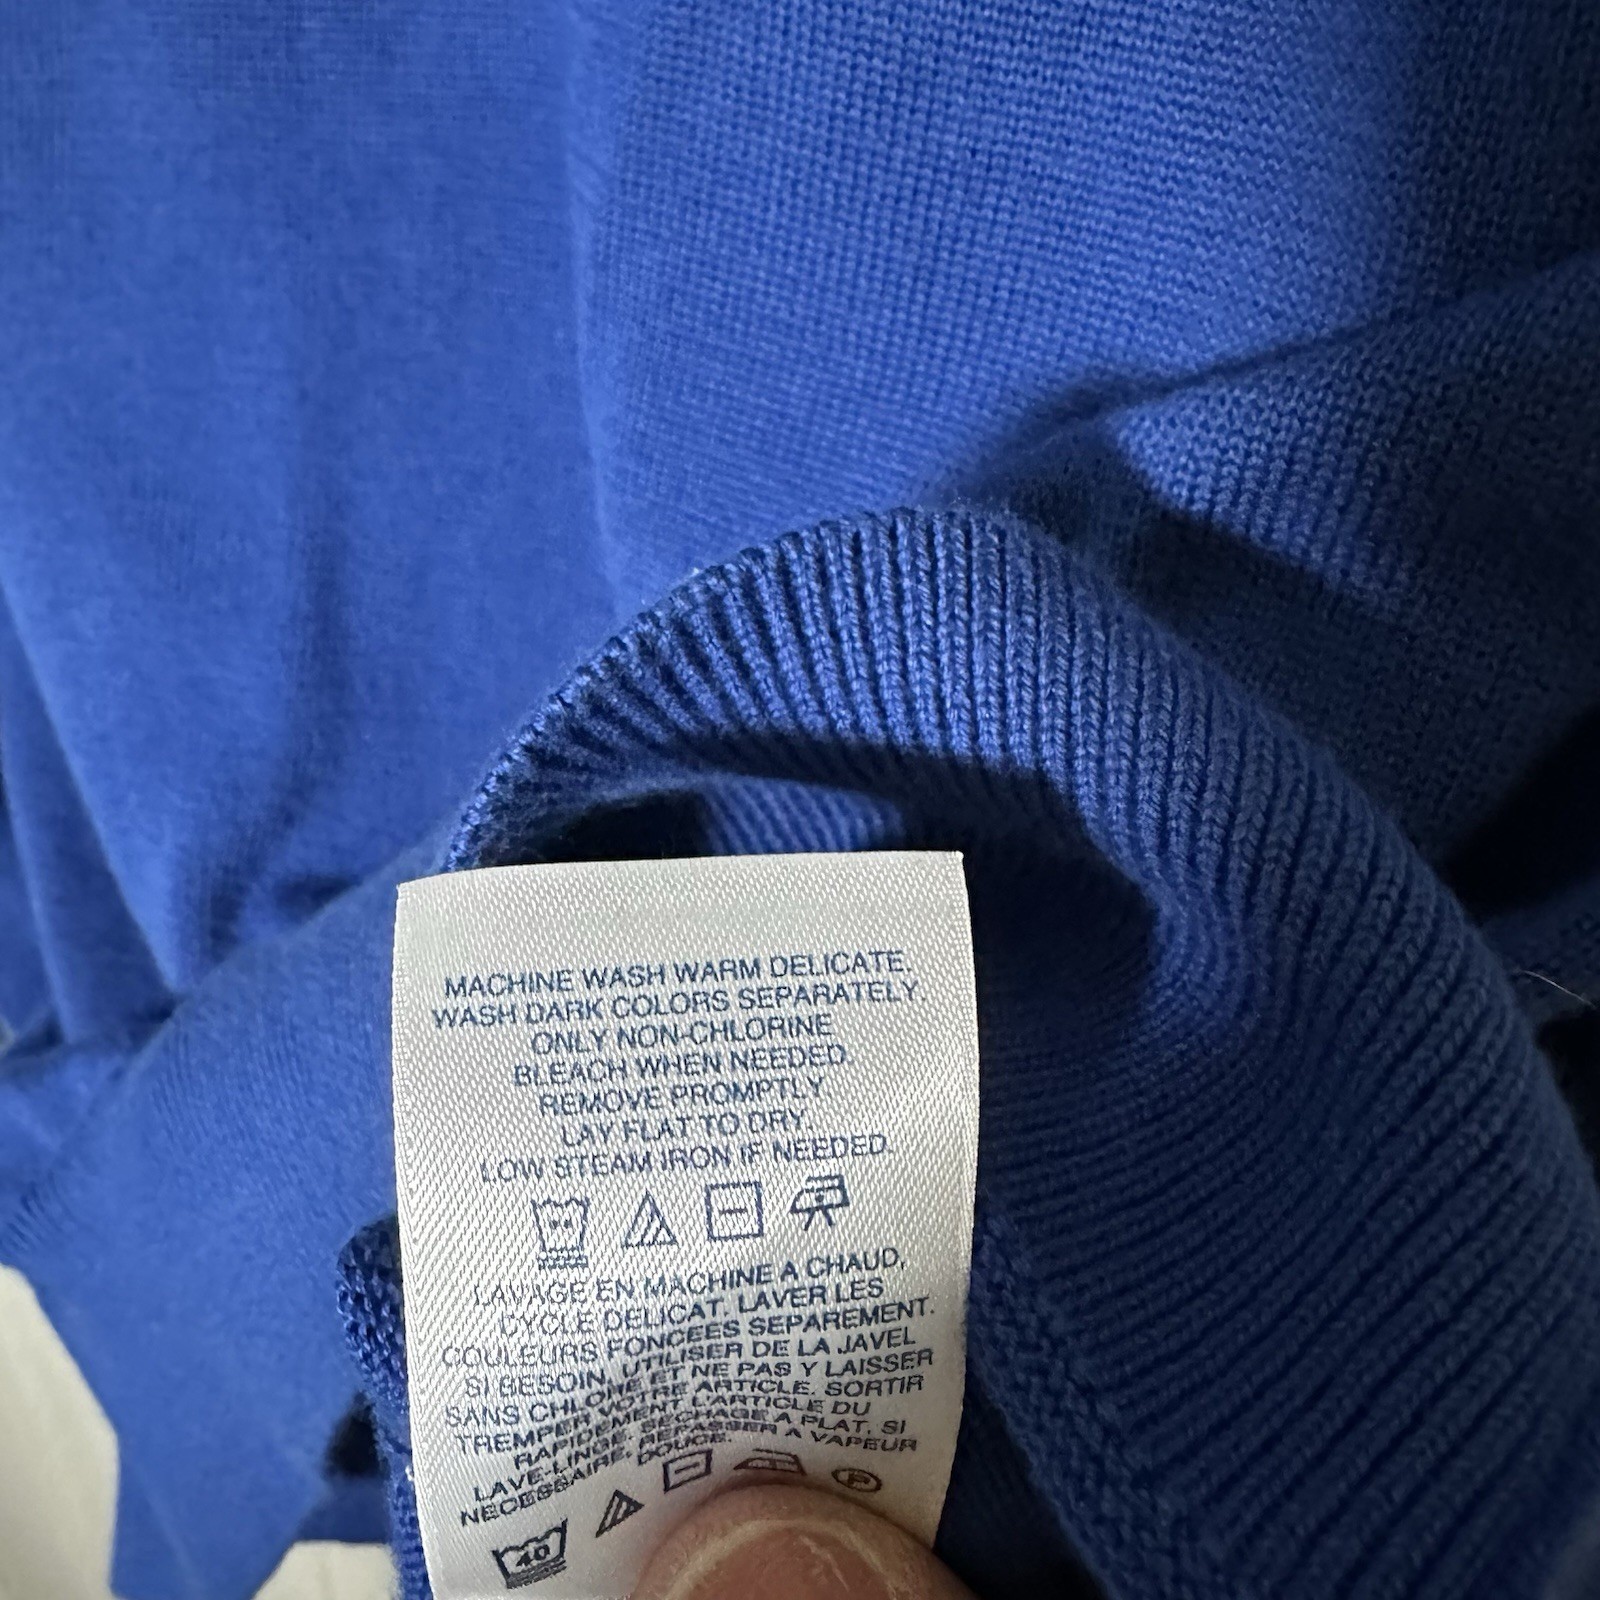 MACHINE WASH WARM DELICATE.
WASH DARK COLORS SEPARATELY.
ONLY NON-CHLORINE
BLEACH WHEN NEEDED
REMOVE PROMPTLY.
LAY FLAT TO DRY.
LOW STEAM IRON IF NEEDED.
LAVAGE EN MACHINE A CHAUD,
CYCLE DELICAT. LAVER LES
COULEURS FONCEES SEPAREMENT.
SI BESOIN, UTILISER DE LA JAVEL
SANS CHLORE ET NE PAS Y LAISSER
TREMPER VOTRE ARTICLE. SORTIR
RAPIDEMENT L'ARTICLE DU
LAVE-LINGE. SECHAGE A PLAT. SI
NECESSAIRE, REPASSER A VAPEUR
DOUCE.
40 P